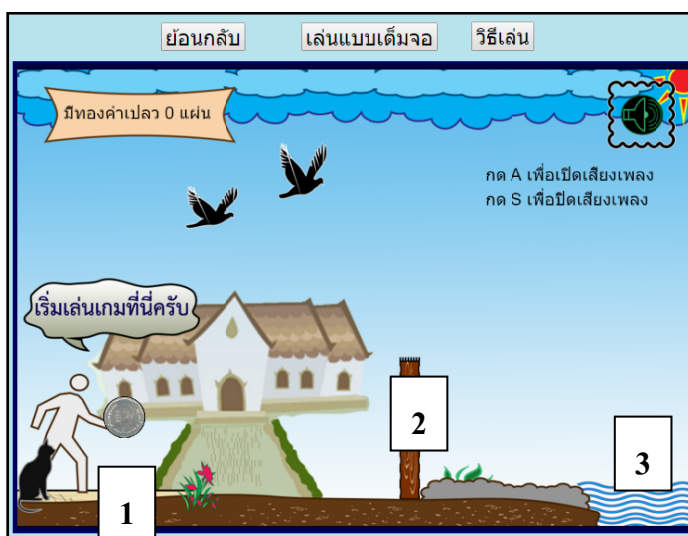 ย้อนกลับ เล่นแบบเต็มจอ วิธีเล่น
มีทองคำเปลว 0 แผ่น
กด A เพื่อเปิดเสียงเพลง
กด S เพื่อปิดเสียงเพลง
เริ่มเล่นเกมที่นี่ครับ
2
3
1